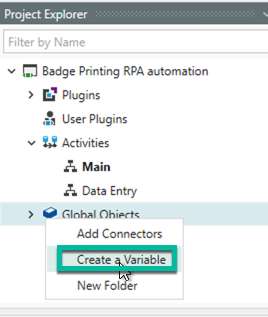 Project Explorer
Filter by Name
Badge Printing RPA automation
Plugins
User Plugins
Activities
Main
Data Entry
Global Objects
Add Connectors
Create a Variable
New Folder